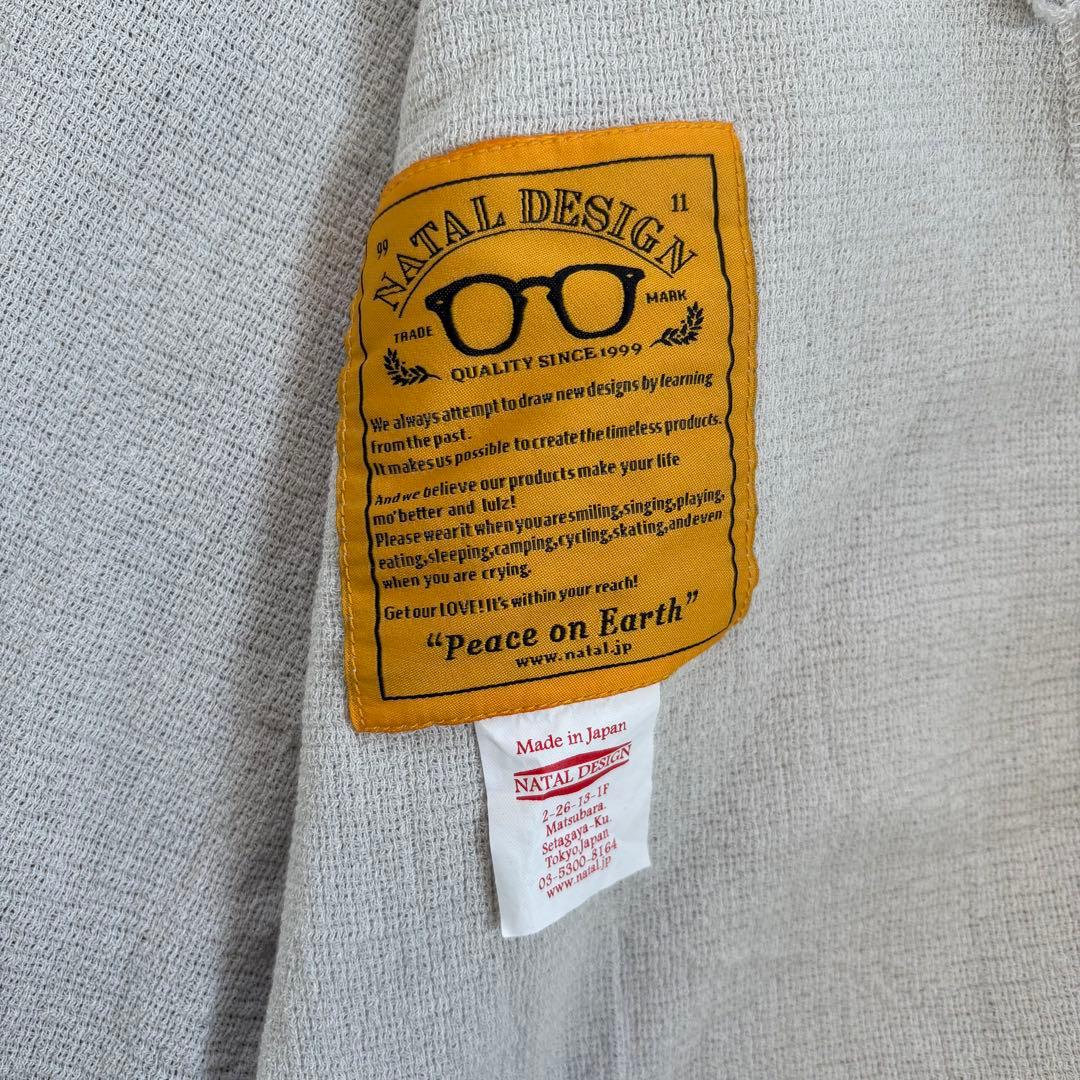 NATAL DESIGN
99
11
TRADE
MARK
QUALITY SINCE 1999
We always attempt to draw new designs by learning
from the past.
It makes us possible to create the timeless products.
And we believe our products make your life
mo'better and lulz!
Please wear it when you are smiling,singing,playing,
eating,sleeping,camping,cycling,skating,and even
when you are crying.
Get our LOVE! It's within your reach!
“Peace on Earth”
www.natal.jp
Made in Japan
NATAL DESIGN
2-26-13-1F
Matsubara.
Setagaya-Ku.
Tokyo.Japan
03-5300-8164
www.natal.jp